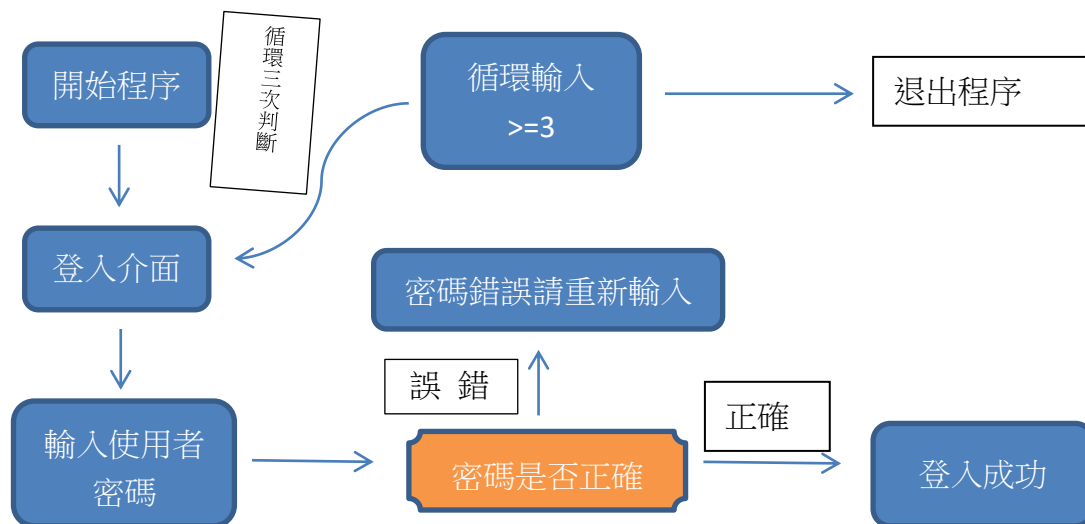 開始程序
循環三次判斷
循環輸入
>=3
退出程序
登入介面
密碼錯誤請重新輸入
誤 錯
正確
輸入使用者
密碼
密碼是否正確
登入成功